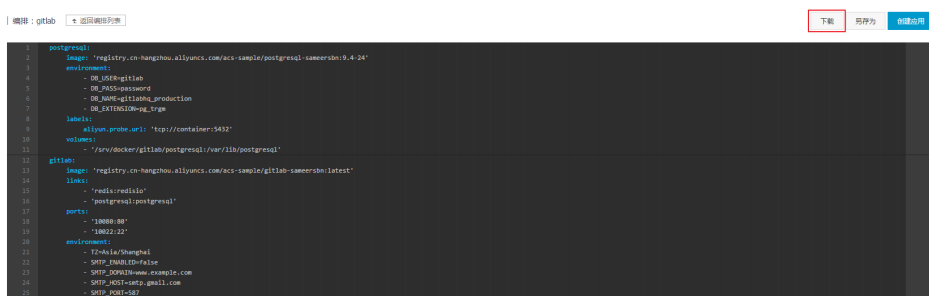 编排：gitlab
返回编排列表
下载
另存为
创建应用
1 postgresql:
2 image: 'registry.cn-hangzhou.aliyuncs.com/acs-sample/postgresql-sameersbn:9.4-24'
3 environment:
4 - DB_USER=gitlab
5 - DB_PASS=password
6 - DB_NAME=gitlabhq_production
7 - DB_EXTENSION=pg_trgm
8 labels:
9 aliyun.probe.url: 'tcp://container:5432'
10 volumes:
11 - '/srv/docker/gitlab/postgresql:/var/lib/postgresql'
12 gitlab:
13 image: 'registry.cn-hangzhou.aliyuncs.com/acs-sample/gitlab-sameersbn:latest'
14 links:
15 - 'redis:redisio'
16 - 'postgresql:postgresql'
17 ports:
18 - '10080:80'
19 - '10022:22'
20 environment:
21 - TZ=Asia/Shanghai
22 - SMTP_ENABLED=false
23 - SMTP_DOMAIN=www.example.com
24 - SMTP_HOST=smtp.gmail.com
25 - SMTP_PORT=587